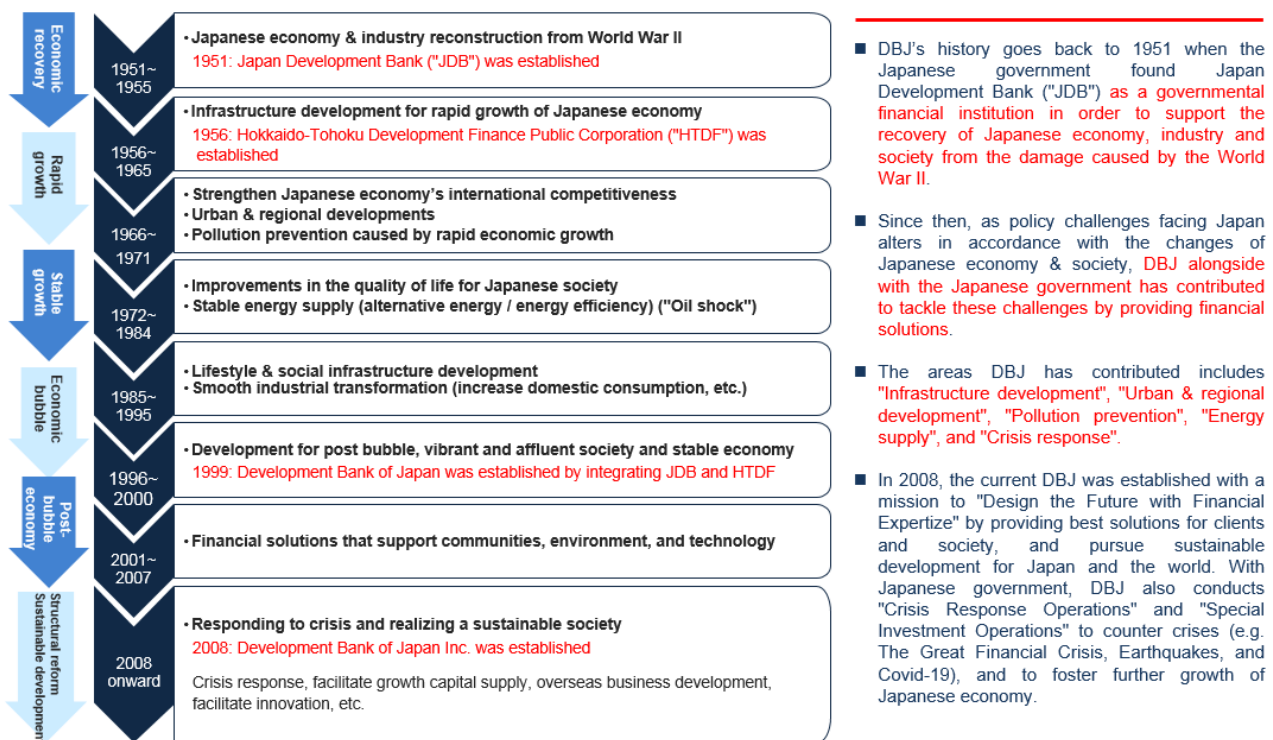 Economic
recovery
1951~
1955
• Japanese economy & industry reconstruction from World War II
1951: Japan Development Bank ("JDB") was established
1956~
1965
• Infrastructure development for rapid growth of Japanese economy
1956: Hokkaido-Tohoku Development Finance Public Corporation ("HTDF") was
established
Rapid
growth
1966~
1971
• Strengthen Japanese economy's international competitiveness
• Urban & regional developments
• Pollution prevention caused by rapid economic growth
Stable
growth
1972~
1984
• Improvements in the quality of life for Japanese society
• Stable energy supply (alternative energy / energy efficiency) ("Oil shock")
Economic
bubble
1985~
1995
• Lifestyle & social infrastructure development
• Smooth industrial transformation (increase domestic consumption, etc.)
1996~
2000
• Development for post bubble, vibrant and affluent society and stable economy
1999: Development Bank of Japan was established by integrating JDB and HTDF
Post-
bubble
economy
2001~
2007
• Financial solutions that support communities, environment, and technology
Structural reform
Sustainable development
2008
onward
• Responding to crisis and realizing a sustainable society
2008: Development Bank of Japan Inc. was established
Crisis response, facilitate growth capital supply, overseas business development,
facilitate innovation, etc.
■ DBJ's history goes back to 1951 when the
Japanese government found Japan
Development Bank ("JDB") as a governmental
financial institution in order to support the
recovery of Japanese economy, industry and
society from the damage caused by the World
War II.
■ Since then, as policy challenges facing Japan
alters in accordance with the changes of
Japanese economy & society, DBJ alongside
with the Japanese government has contributed
to tackle these challenges by providing financial
solutions.
■ The areas DBJ has contributed includes
"Infrastructure development", "Urban & regional
development", "Pollution prevention", "Energy
supply", and "Crisis response".
■ In 2008, the current DBJ was established with a
mission to "Design the Future with Financial
Expertize" by providing best solutions for clients
and society, and pursue sustainable
development for Japan and the world. With
Japanese government, DBJ also conducts
"Crisis Response Operations" and "Special
Investment Operations" to counter crises (e.g.
The Great Financial Crisis, Earthquakes, and
Covid-19), and to foster further growth of
Japanese economy.